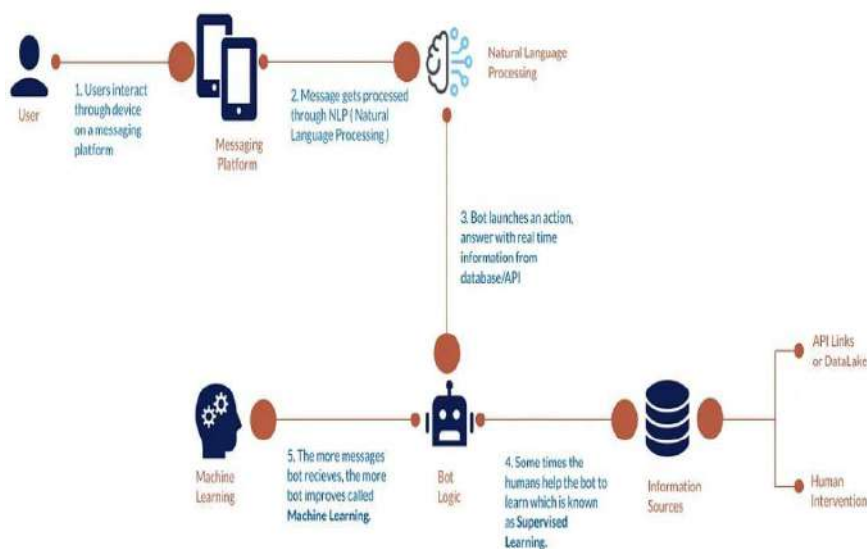 User
1. Users interact
through device
on a messaging
platform
Messaging
Platform
2. Message gets processed
through NLP ( Natural
Language Processing )
Natural Language
Processing
3. Bot launches an action,
answer with real time
information from
database/API
Machine
Learning
5. The more messages
bot recieves, the more
bot improves called
Machine Learning.
Bot
Logic
4. Some times the
humans help the bot to
learn which is known
as Supervised
Learning.
Information
Sources
API Links
or DataLake
Human
Intervention